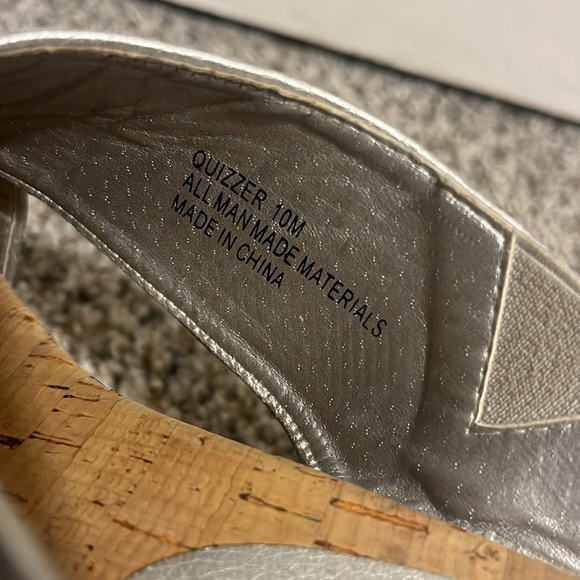 QUIZZER 10M
ALL MAN MADE MATERIALS
MADE IN CHINA